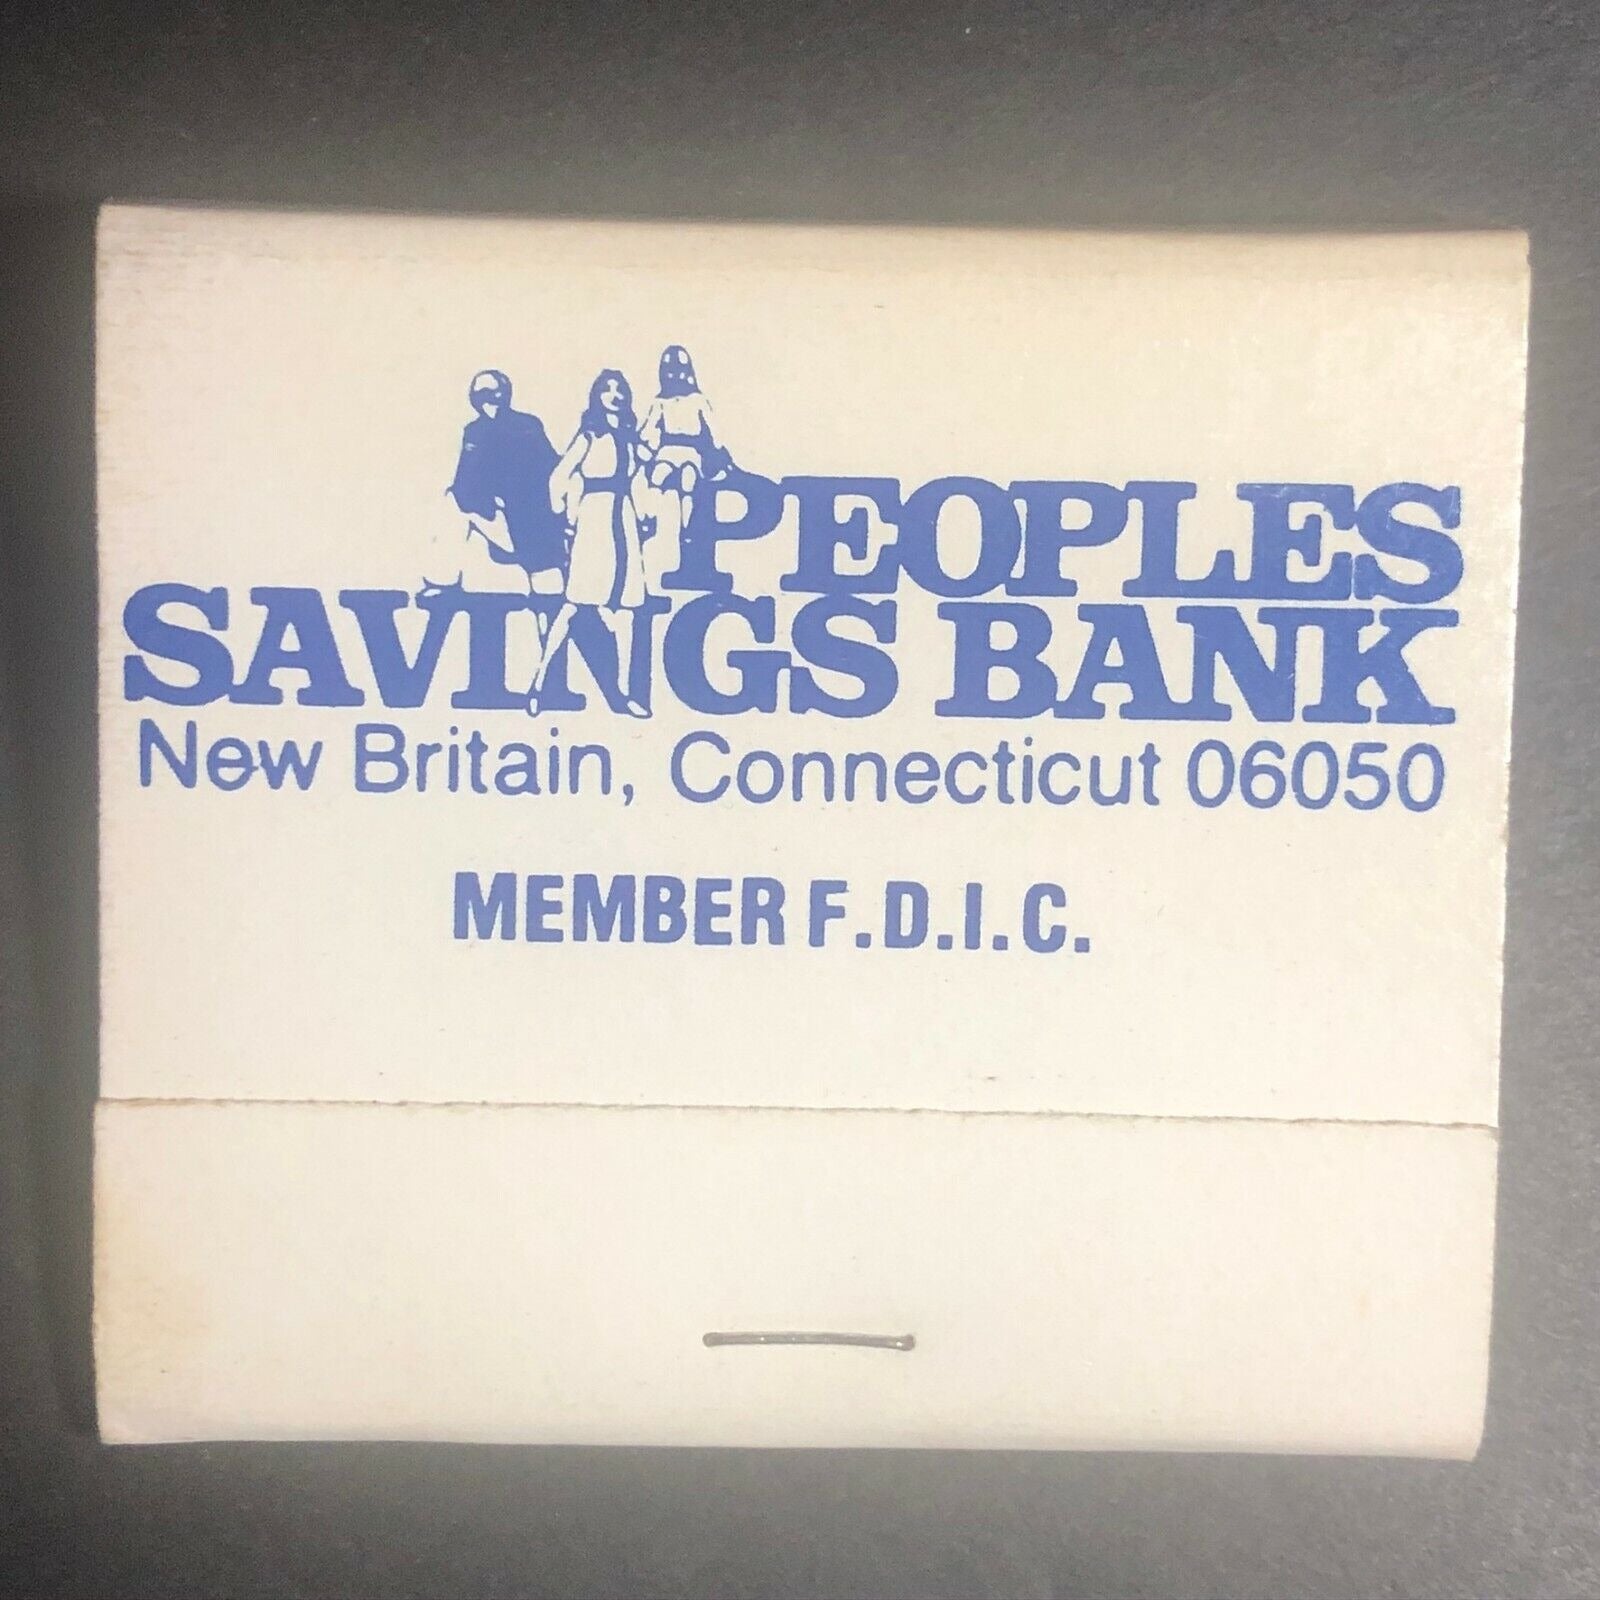 PEOPLES
SAVINGS BANK
New Britain, Connecticut 06050
MEMBER F.D.I.C.